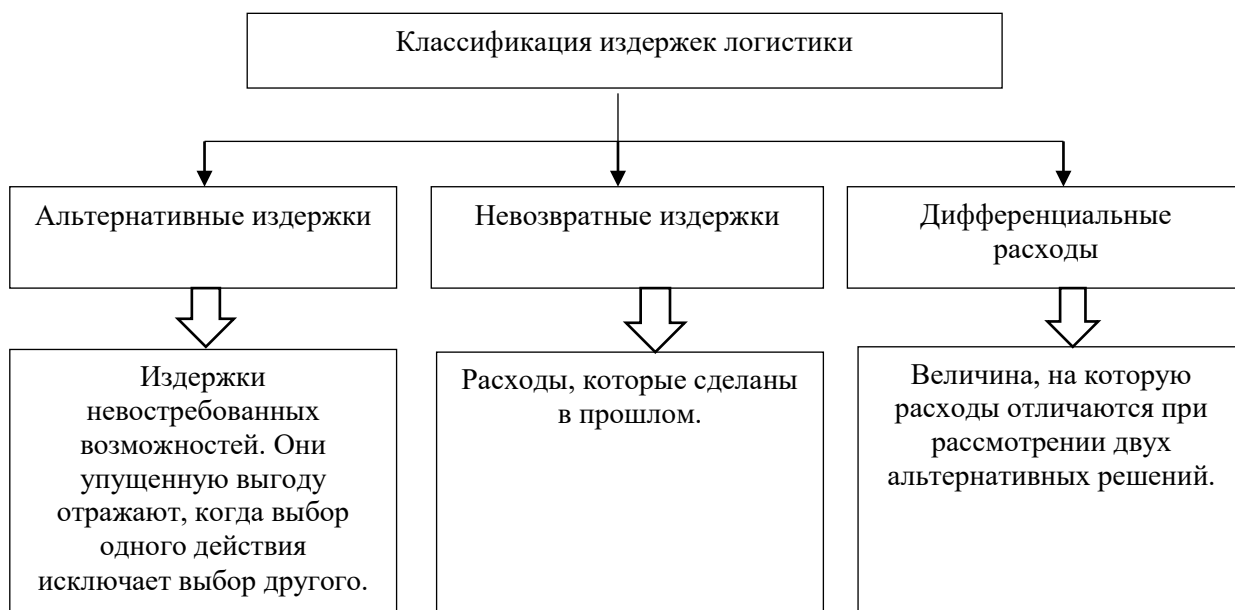 Классификация издержек логистики
Альтернативные издержки
Невозвратные издержки
Дифференциальные
расходы
Издержки
невостребованных
возможностей. Они
упущенную выгоду
отражают, когда выбор
одного действия
исключает выбор другого.
Расходы, которые сделаны
в прошлом.
Величина, на которую
расходы отличаются при
рассмотрении двух
альтернативных решений.